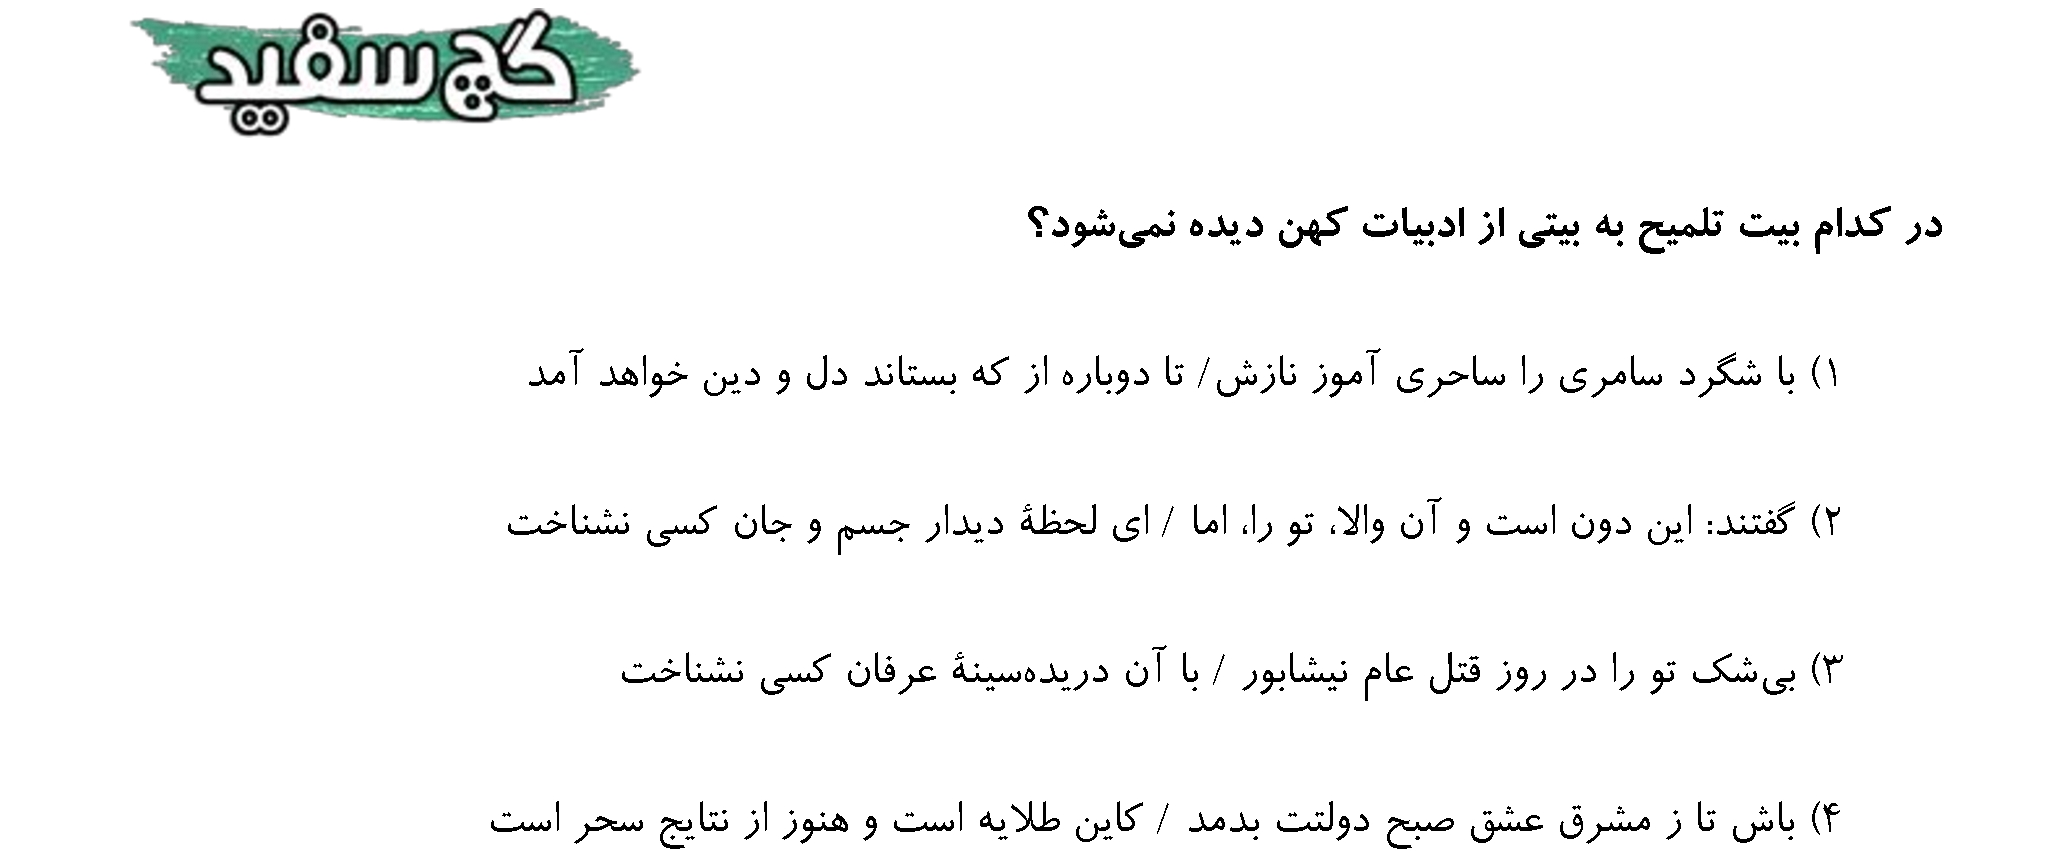 گچ سفید
در کدام بیت تلمیح به بیتی از ادبیات کهن دیده نمی‌شود؟
۱) با شگرد سامری را ساحری آموز نازش/ تا دوباره از که بستاند دل و دین خواهد آمد
۲) گفتند: این دون است و آن والا، تو را، اما / ای لحظۀ دیدار جسم و جان کسی نشناخت
۳) بی‌شک تو را در روز قتل عام نیشابور / با آن دریده‌سینۀ عرفان کسی نشناخت
۴) باش تا ز مشرق عشق صبح دولتت بدمد / کاین طلایه است و هنوز از نتایج سحر است